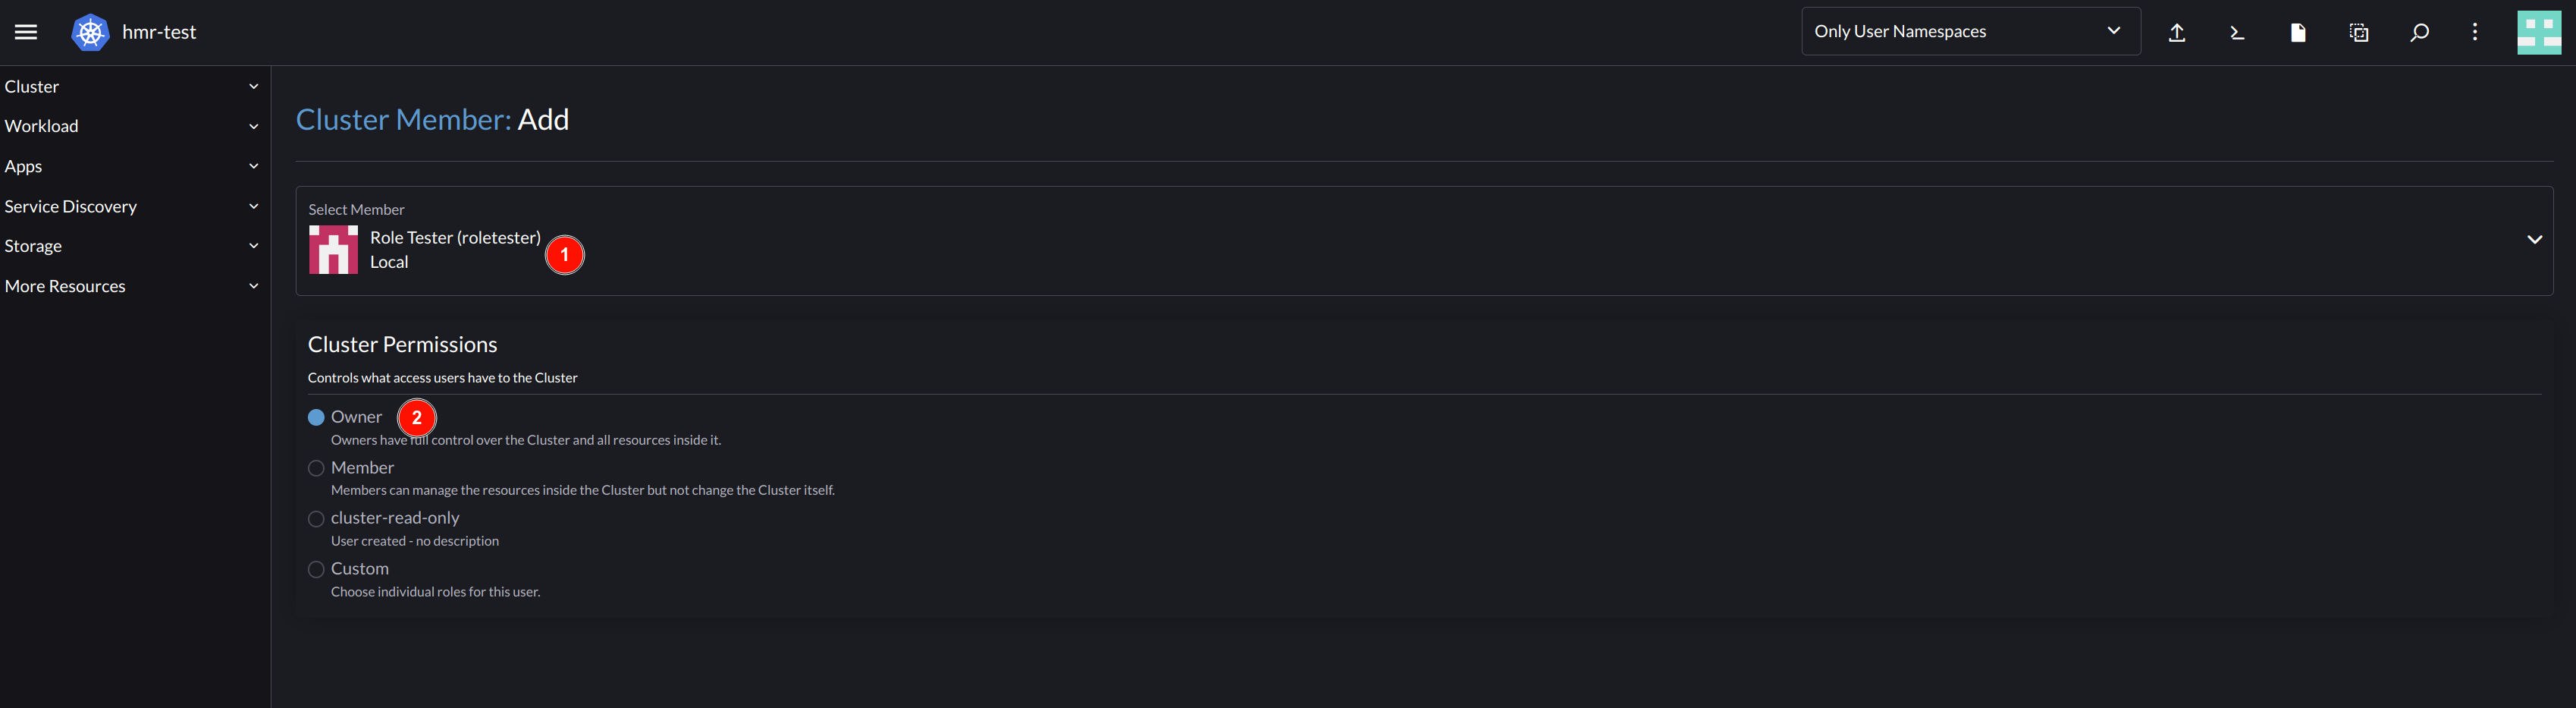 hmr-test
Only User Namespaces
Cluster
Workload
Apps
Service Discovery
Storage
More Resources
Cluster Member: Add
Select Member
Role Tester (roletester)
Local
1
Cluster Permissions
Controls what access users have to the Cluster
Owner
2
Owners have full control over the Cluster and all resources inside it.
Member
Members can manage the resources inside the Cluster but not change the Cluster itself.
cluster-read-only
User created - no description
Custom
Choose individual roles for this user.